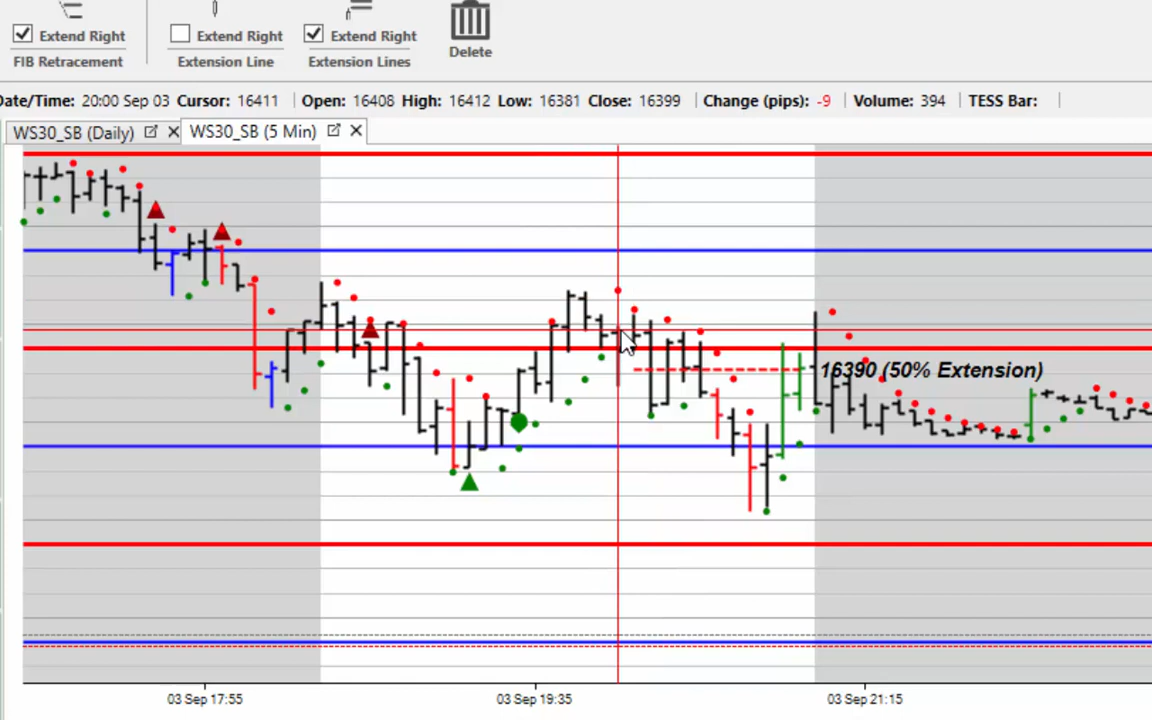 Extend Right
Extend Right
Extend Right
FIB Retracement
Extension Line
Extension Lines
Delete
Date/Time: 20:00 Sep 03 Cursor: 16411 Open: 16408 High: 16412 Low: 16381 Close: 16399 Change (pips): -9 Volume: 394 TESS Bar:
WS30_SB (Daily)
WS30_SB (5 Min)
16390 (50% Extension)
03 Sep 17:55
03 Sep 19:35
03 Sep 21:15